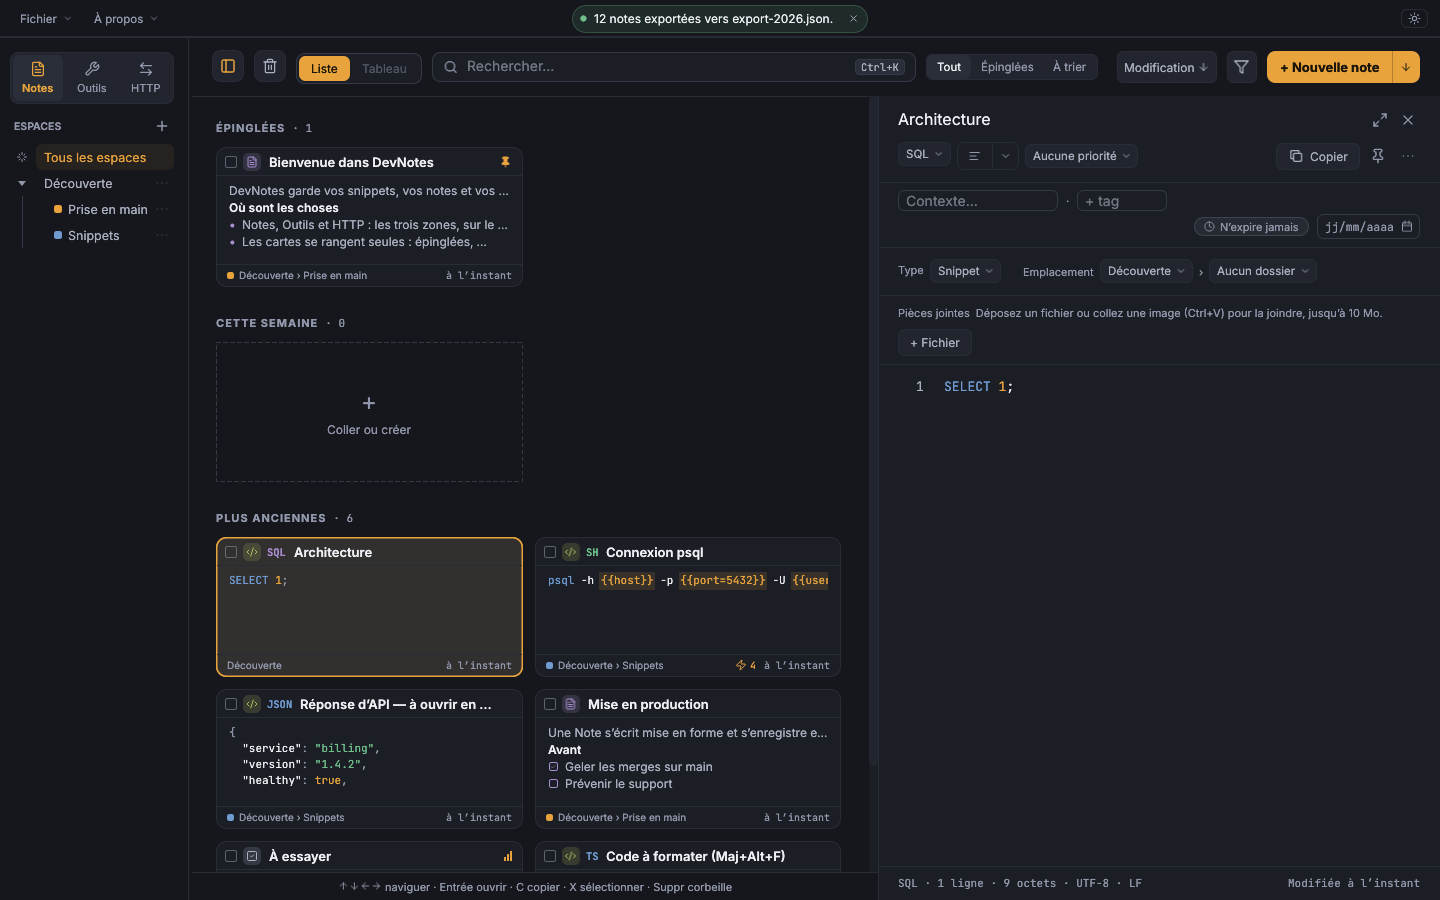 Fichier
À propos
12 notes exportées vers export-2026.json.
Notes
Outils
HTTP
ESPACES
Tous les espaces
Découverte
Prise en main
Snippets
Liste
Tableau
Rechercher...
Ctrl+K
Tout
Épinglées
À trier
Modification
+ Nouvelle note
ÉPINGLÉES · 1
Bienvenue dans DevNotes
DevNotes garde vos snippets, vos notes et vos ...
Où sont les choses
• Notes, Outils et HTTP : les trois zones, sur le ...
• Les cartes se rangent seules : épinglées, ...
Découverte › Prise en main
à l’instant
CETTE SEMAINE · 0
+
Coller ou créer
PLUS ANCIENNES · 6
SQL Architecture
SELECT 1;
Découverte
à l’instant
SH Connexion psql
psql -h {{host}} -p {{port=5432}} -U {{user
Découverte › Snippets
4 à l’instant
JSON Réponse d’API — à ouvrir en ...
{
"service": "billing",
"version": "1.4.2",
"healthy": true,
Découverte › Snippets
à l’instant
Mise en production
Une Note s’écrit mise en forme et s’enregistre e...
Avant
Geler les merges sur main
Prévenir le support
Découverte › Prise en main
à l’instant
À essayer
TS Code à formater (Maj+Alt+F)
↑↓←→ naviguer · Entrée ouvrir · C copier · X sélectionner · Suppr corbeille
Architecture
SQL
Aucune priorité
Copier
Contexte...
· + tag
N’expire jamais
jj/mm/aaaa
Type Snippet
Emplacement Découverte › Aucun dossier
Pièces jointes Déposez un fichier ou collez une image (Ctrl+V) pour la joindre, jusqu’à 10 Mo.
+ Fichier
1 SELECT 1;
SQL · 1 ligne · 9 octets · UTF-8 · LF
Modifiée à l’instant